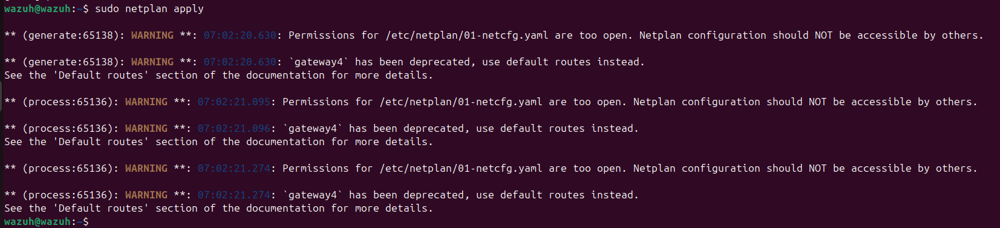 wazuh@wazuh:~$ sudo netplan apply
** (generate:65138): WARNING **: 07:02:20.630: Permissions for /etc/netplan/01-netcfg.yaml are too open. Netplan configuration should NOT be accessible by others.
** (generate:65138): WARNING **: 07:02:20.630: `gateway4` has been deprecated, use default routes instead.
See the 'Default routes' section of the documentation for more details.
** (process:65136): WARNING **: 07:02:21.095: Permissions for /etc/netplan/01-netcfg.yaml are too open. Netplan configuration should NOT be accessible by others.
** (process:65136): WARNING **: 07:02:21.096: `gateway4` has been deprecated, use default routes instead.
See the 'Default routes' section of the documentation for more details.
** (process:65136): WARNING **: 07:02:21.274: Permissions for /etc/netplan/01-netcfg.yaml are too open. Netplan configuration should NOT be accessible by others.
** (process:65136): WARNING **: 07:02:21.274: `gateway4` has been deprecated, use default routes instead.
See the 'Default routes' section of the documentation for more details.
wazuh@wazuh:~$